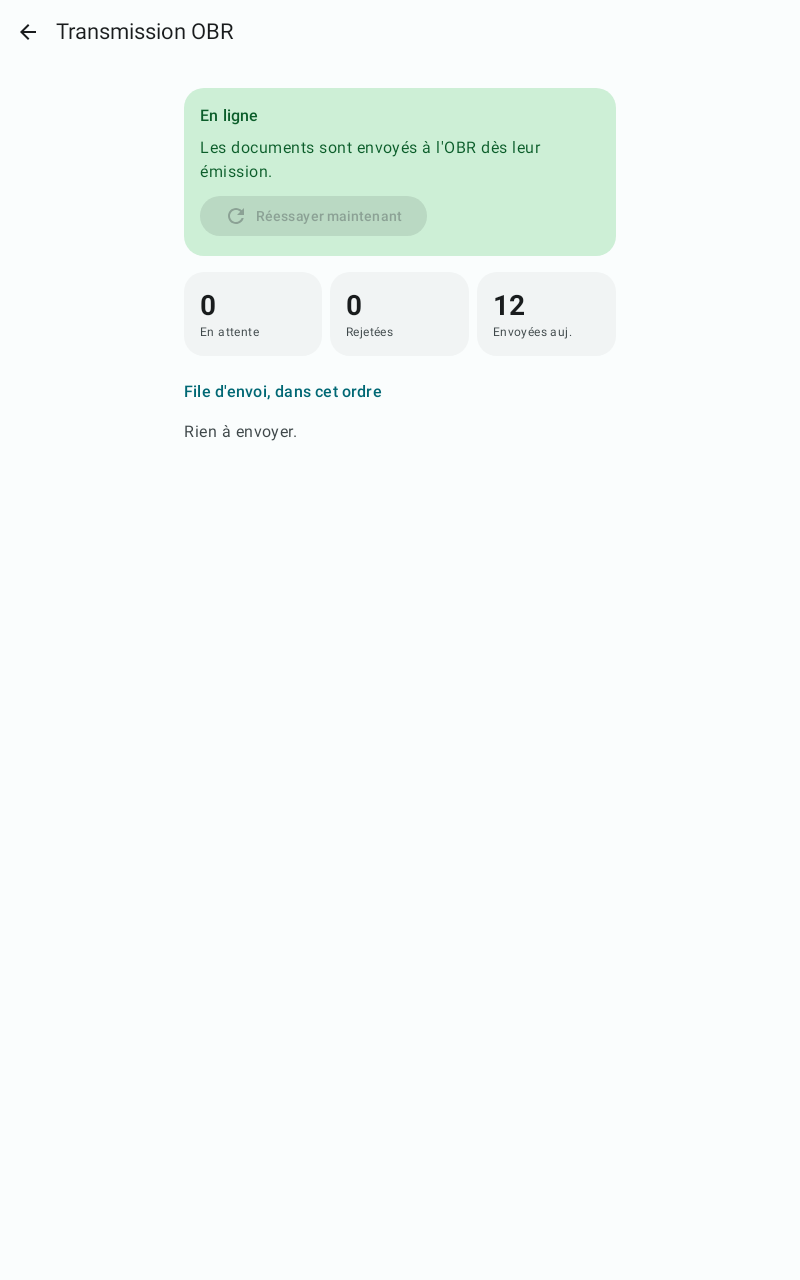 Transmission OBR
En ligne
Les documents sont envoyés à l'OBR dès leur
émission.
Réessayer maintenant
0
En attente
0
Rejetées
12
Envoyées auj.
File d'envoi, dans cet ordre
Rien à envoyer.